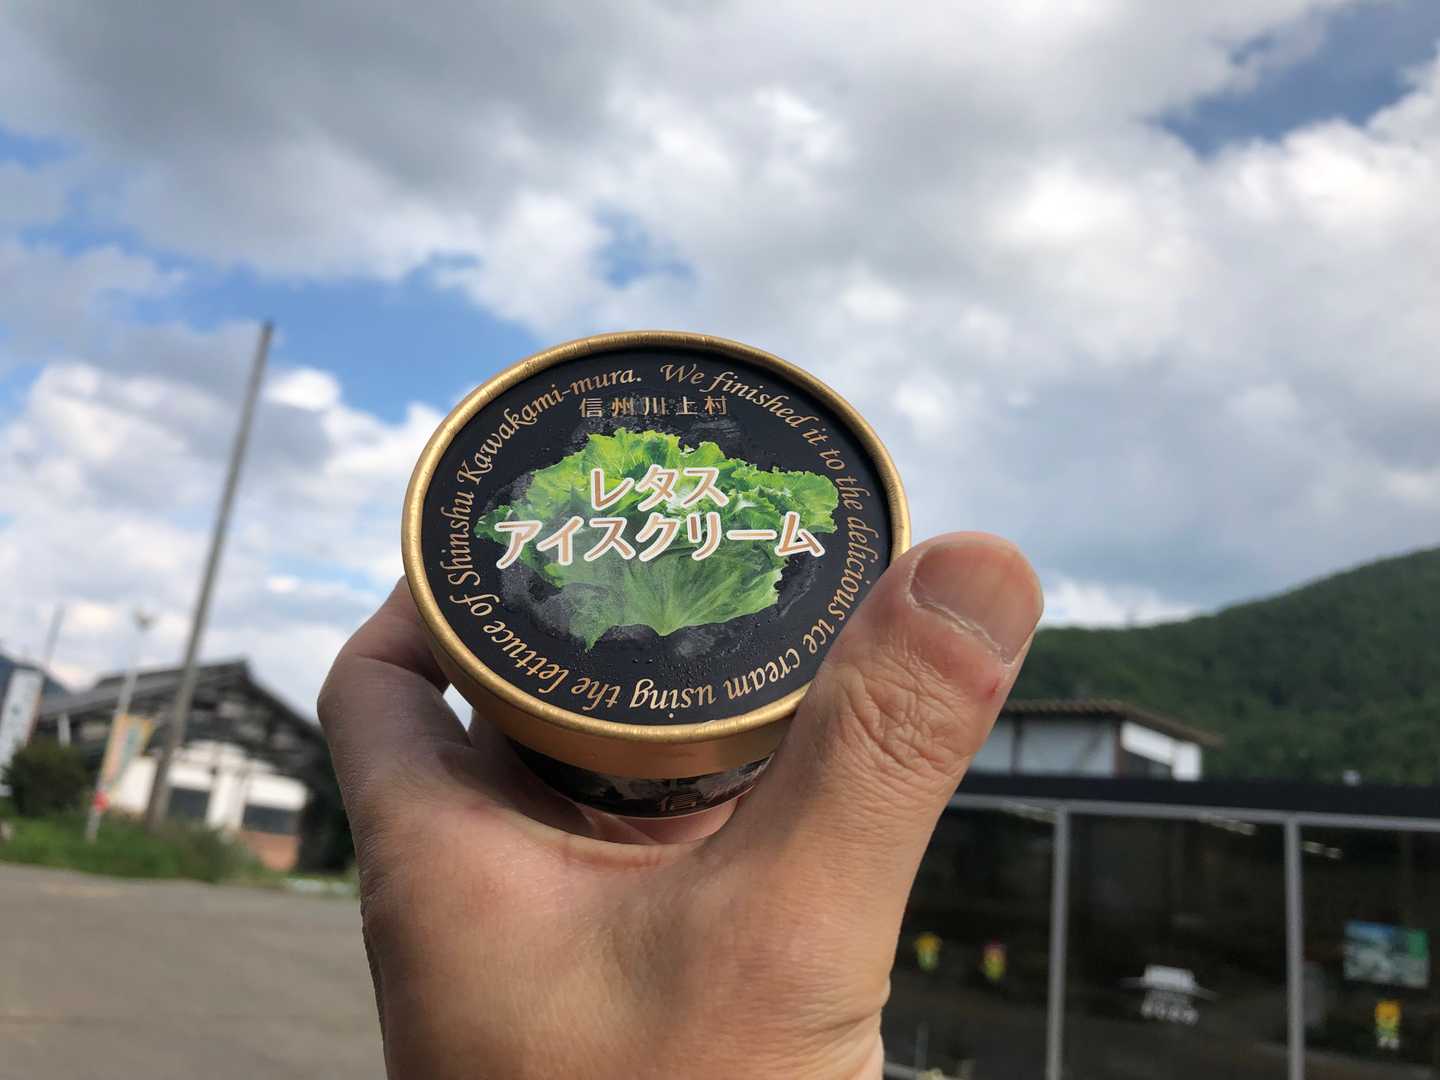 信州川上村
レタス
アイスクリーム
We finished it to the delicious ice cream using the lettuce of Shinshu Kawakami-mura.
信